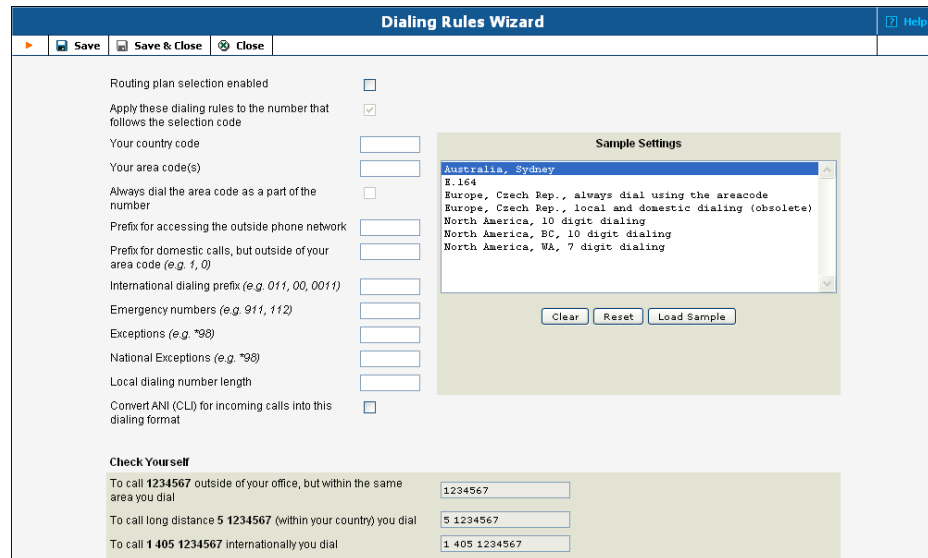 Dialing Rules Wizard
Help
Save
Save & Close
Close
Routing plan selection enabled
Apply these dialing rules to the number that
follows the selection code
Your country code
Your area code(s)
Always dial the area code as a part of the
number
Prefix for accessing the outside phone network
Prefix for domestic calls, but outside of your
area code (e.g. 1, 0)
International dialing prefix (e.g. 011, 00, 0011)
Emergency numbers (e.g. 911, 112)
Exceptions (e.g. *98)
National Exceptions (e.g. *98)
Local dialing number length
Convert ANI (CLI) for incoming calls into this
dialing format
Sample Settings
Australia, Sydney
E.164
Europe, Czech Rep., always dial using the areacode
Europe, Czech Rep., local and domestic dialing (obsolete)
North America, 10 digit dialing
North America, BC, 10 digit dialing
North America, WA, 7 digit dialing
Clear
Reset
Load Sample
Check Yourself
To call 1234567 outside of your office, but within the same
area you dial
1234567
To call long distance 5 1234567 (within your country) you dial
5 1234567
To call 1 405 1234567 internationally you dial
1 405 1234567